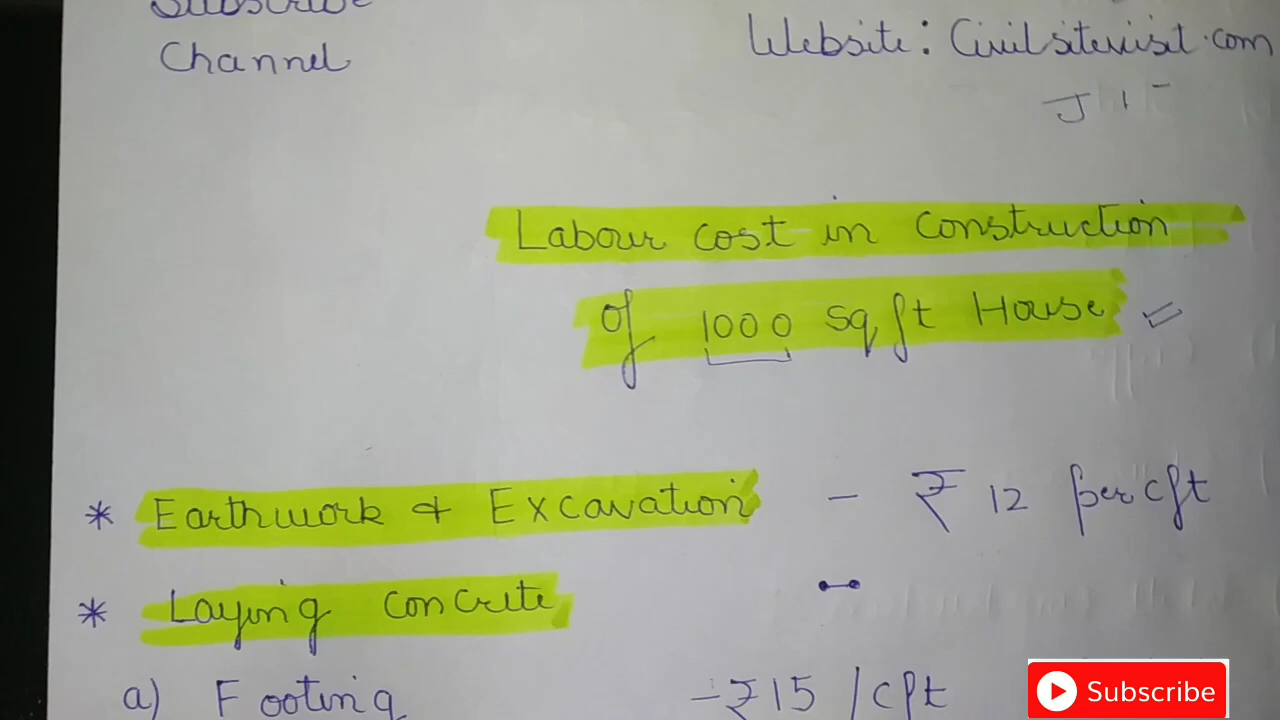 Subscribe
Channel
Website: Civilsitevisit.com
Labour cost in construction
of 1000 sqft House
* Earthwork & Excavation - ₹ 12 per cft
* Laying concrete
a) Footing - ₹ 15 /cft
Subscribe